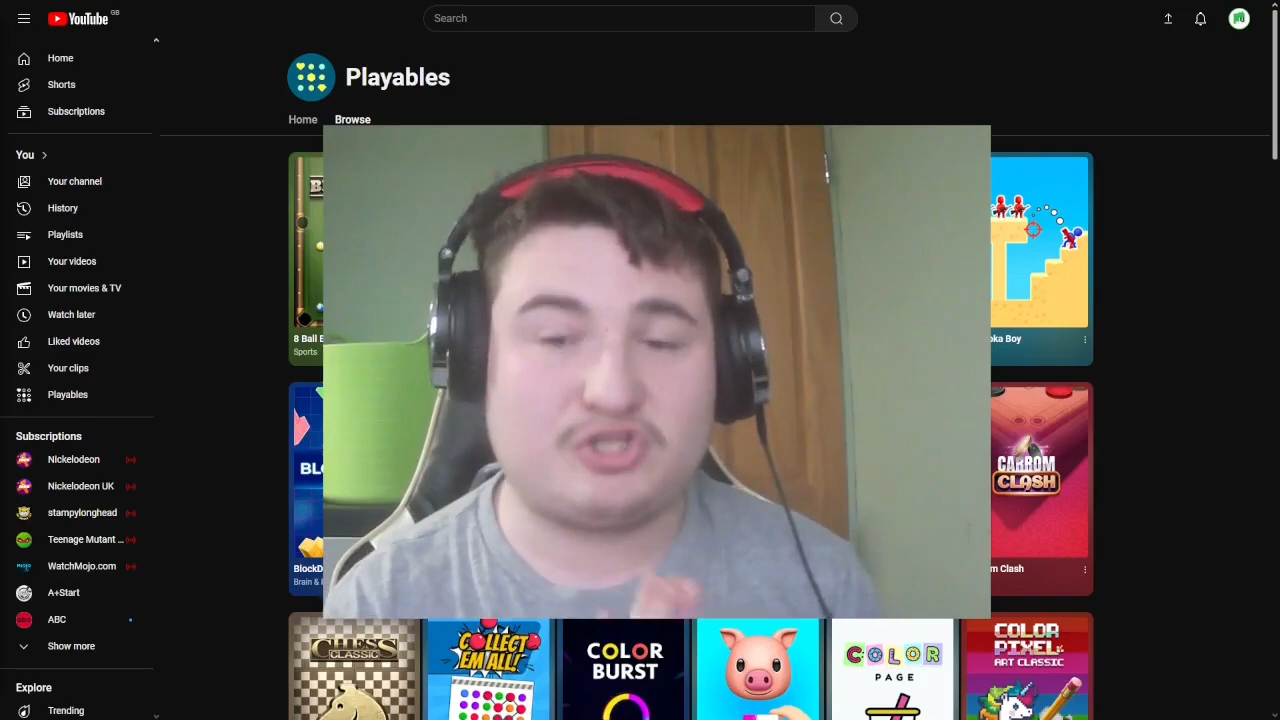 YouTube GB
Search
Home
Shorts
Subscriptions
You
Your channel
History
Playlists
Your videos
Your movies & TV
Watch later
Liked videos
Your clips
Playables
Subscriptions
Nickelodeon
Nickelodeon UK
stampylonghead
Teenage Mutant ...
WatchMojo.com
A+Start
ABC
Show more
Explore
Trending
Playables
Home
Browse
8 Ball B
Sports
oka Boy
BLO
BlockD
Brain &
CARROM
CLASH
m Clash
CHESS
CLASSIC
COLLECT
EM ALL!
COLOR
BURST
COLOR
PAGE
COLOR
PIXEL
ART CLASSIC